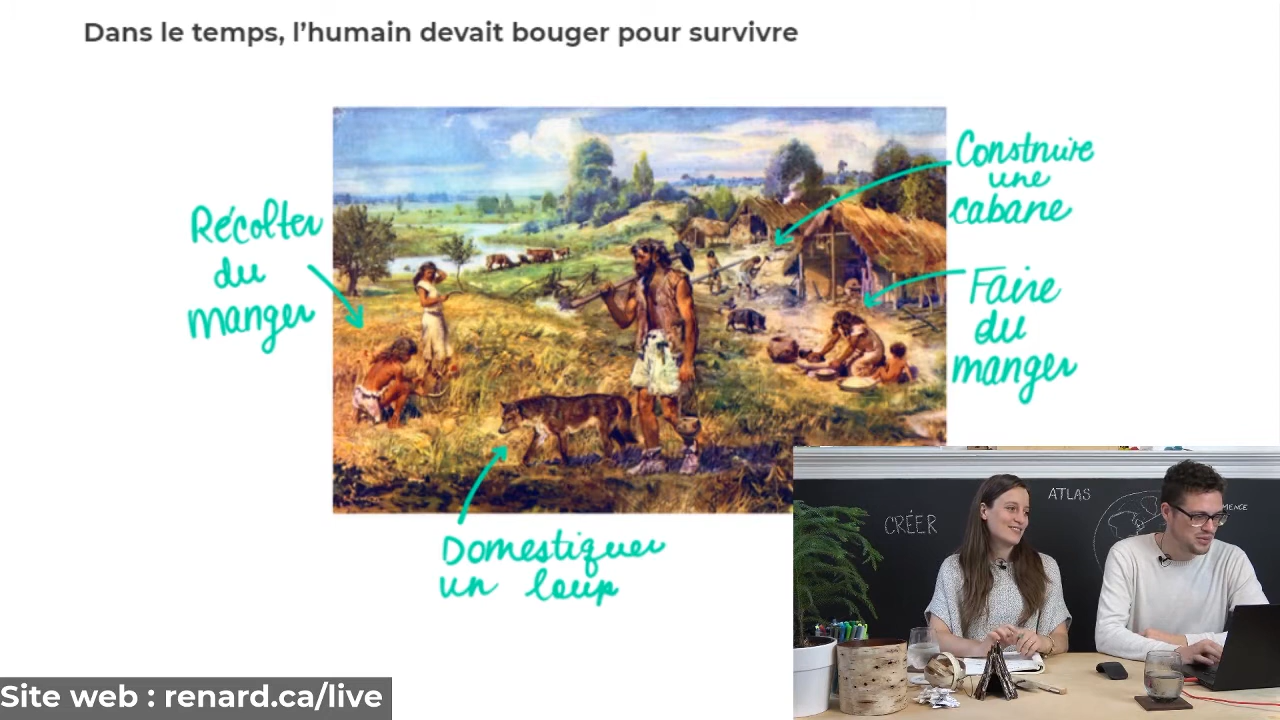 Dans le temps, l'humain devait bouger pour survivre
Récolter
du
manger
Construire
une
cabane
Faire
du
manger
Domestiquer
un loup
CRÉER
ATLAS
Site web : renard.ca/live